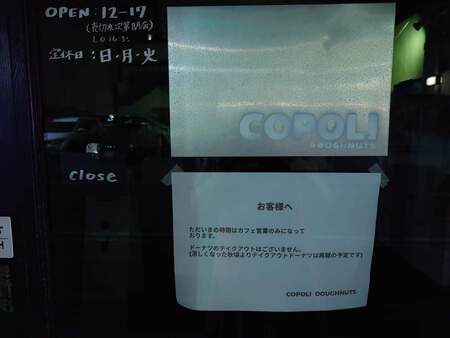 OPEN:12-17
(売切れ次第閉店)
L.O 16:30
定休日:日・月・火
COPOLI
DOUGHNUTS
close
お客様へ
ただいまの時刻はカフェ営業のみになって
おります。
ドーナツのテイクアウトはございません。
(涼しくなった秋頃よりテイクアウトドーナツは再開の予定です)
COPOLI DOUGHNUTS